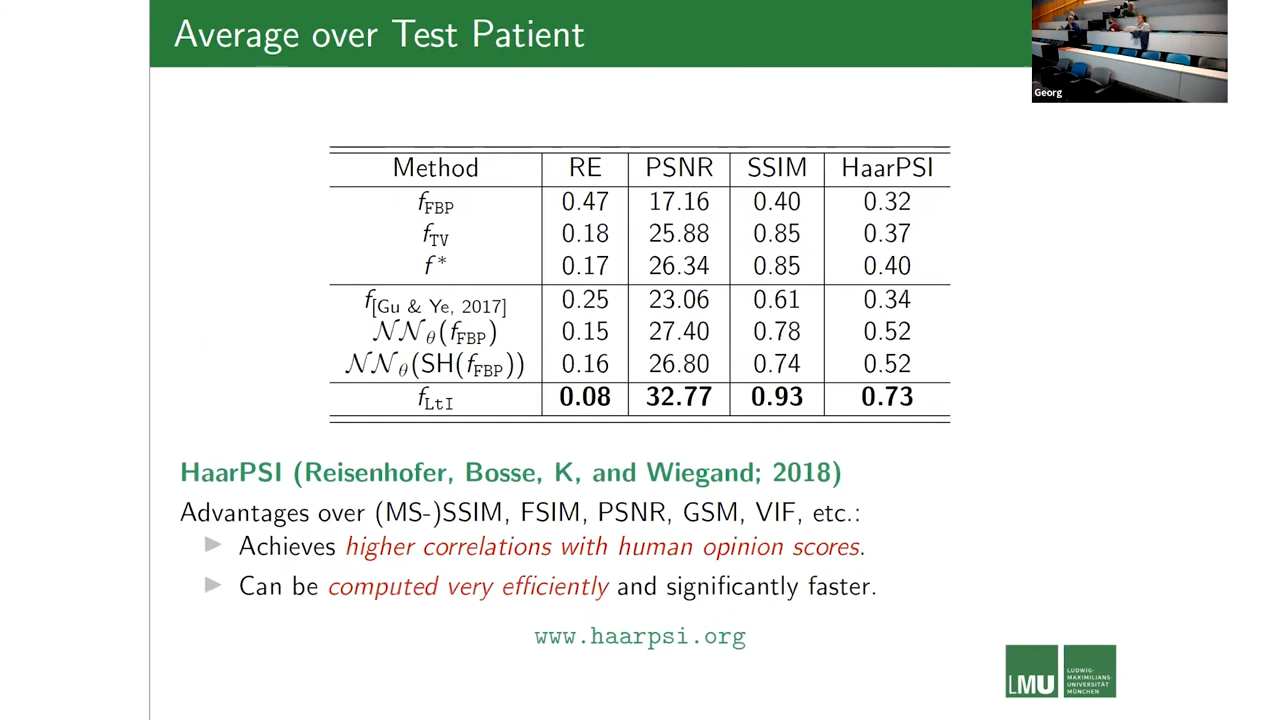 Average over Test Patient
Georg
Method RE PSNR SSIM HaarPSI
f_FBP 0.47 17.16 0.40 0.32
f_TV 0.18 25.88 0.85 0.37
f* 0.17 26.34 0.85 0.40
f_[Gu & Ye, 2017] 0.25 23.06 0.61 0.34
𝒩𝒩_θ(f_FBP) 0.15 27.40 0.78 0.52
𝒩𝒩_θ(SH(f_FBP)) 0.16 26.80 0.74 0.52
f_LtI 0.08 32.77 0.93 0.73
HaarPSI (Reisenhofer, Bosse, K, and Wiegand; 2018)
Advantages over (MS-)SSIM, FSIM, PSNR, GSM, VIF, etc.:
▶ Achieves higher correlations with human opinion scores.
▶ Can be computed very efficiently and significantly faster.
www.haarpsi.org
LMU
LUDWIG-
MAXIMILIANS-
UNIVERSITÄT
MÜNCHEN